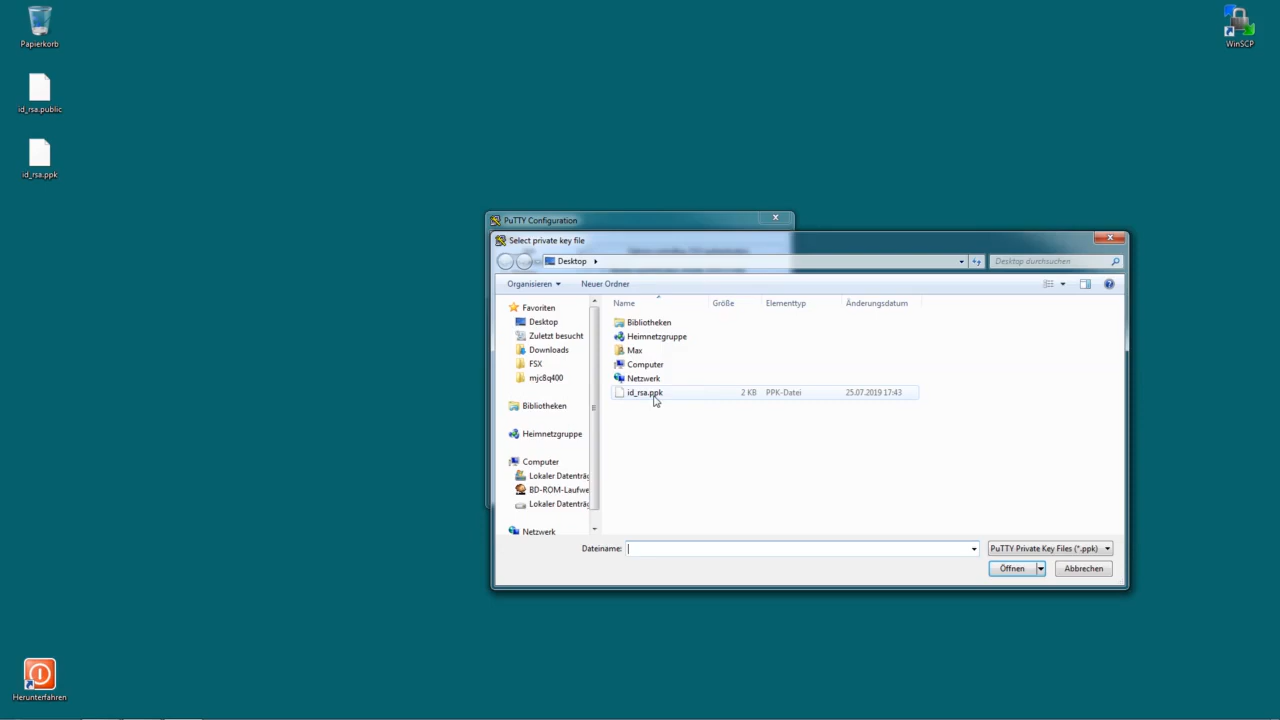 Papierkorb
WinSCP
id_rsa.public
id_rsa.ppk
PuTTY Configuration
Select private key file
Desktop
Desktop durchsuchen
Organisieren
Neuer Ordner
Name
Größe
Elementtyp
Änderungsdatum
Favoriten
Desktop
Zuletzt besucht
Downloads
FSX
mjc8q400
Bibliotheken
Heimnetzgruppe
Computer
Lokaler Datenträg
BD-ROM-Laufwe
Lokaler Datenträg
Netzwerk
Bibliotheken
Heimnetzgruppe
Max
Computer
Netzwerk
id_rsa.ppk 2 KB PPK-Datei 25.07.2019 17:43
Dateiname:
PuTTY Private Key Files (*.ppk)
Öffnen
Abbrechen
Herunterfahren